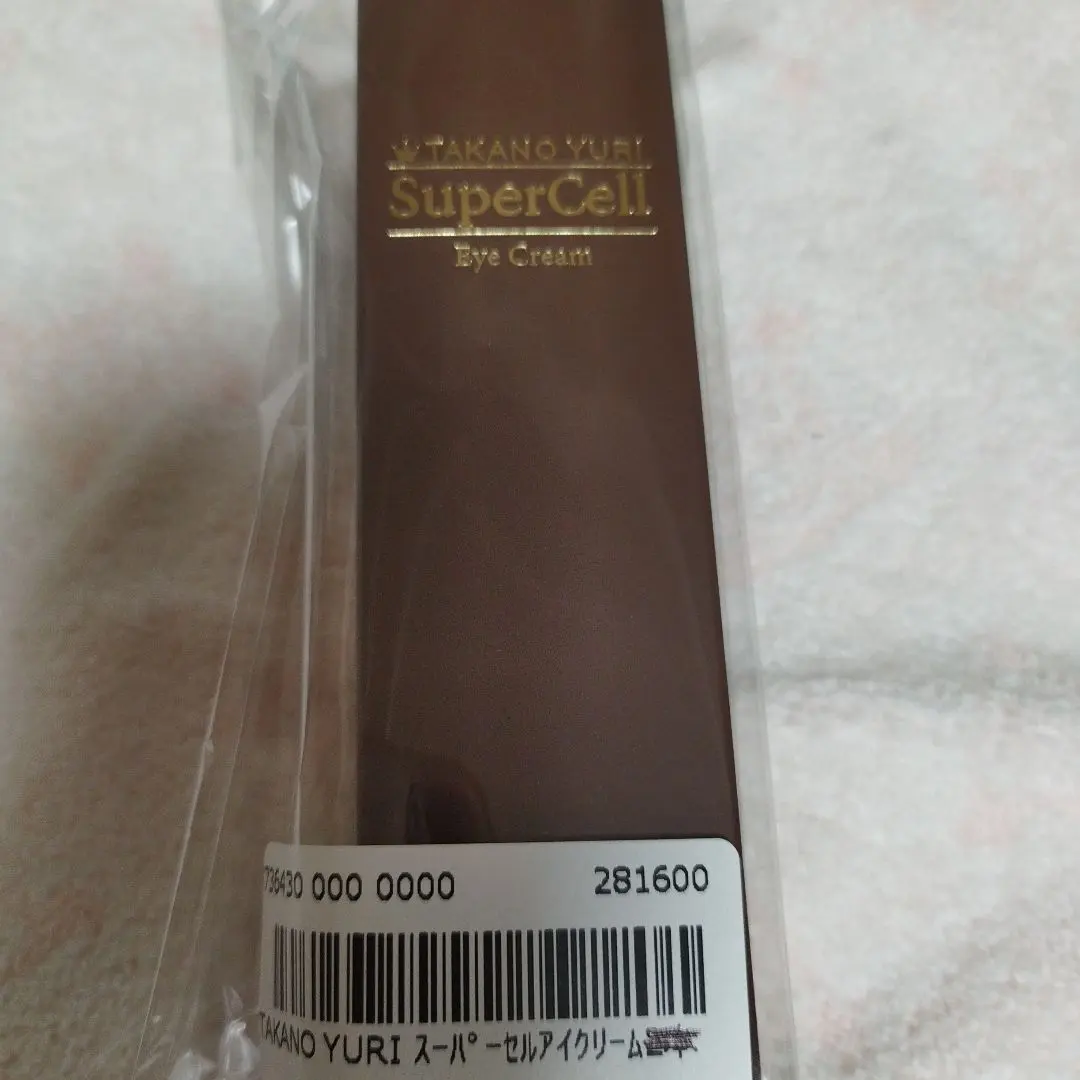 TAKANO YURI
SuperCell
Eye Cream
736430 000 0000
281600
TAKANO YURI スーパーセルアイクリーム